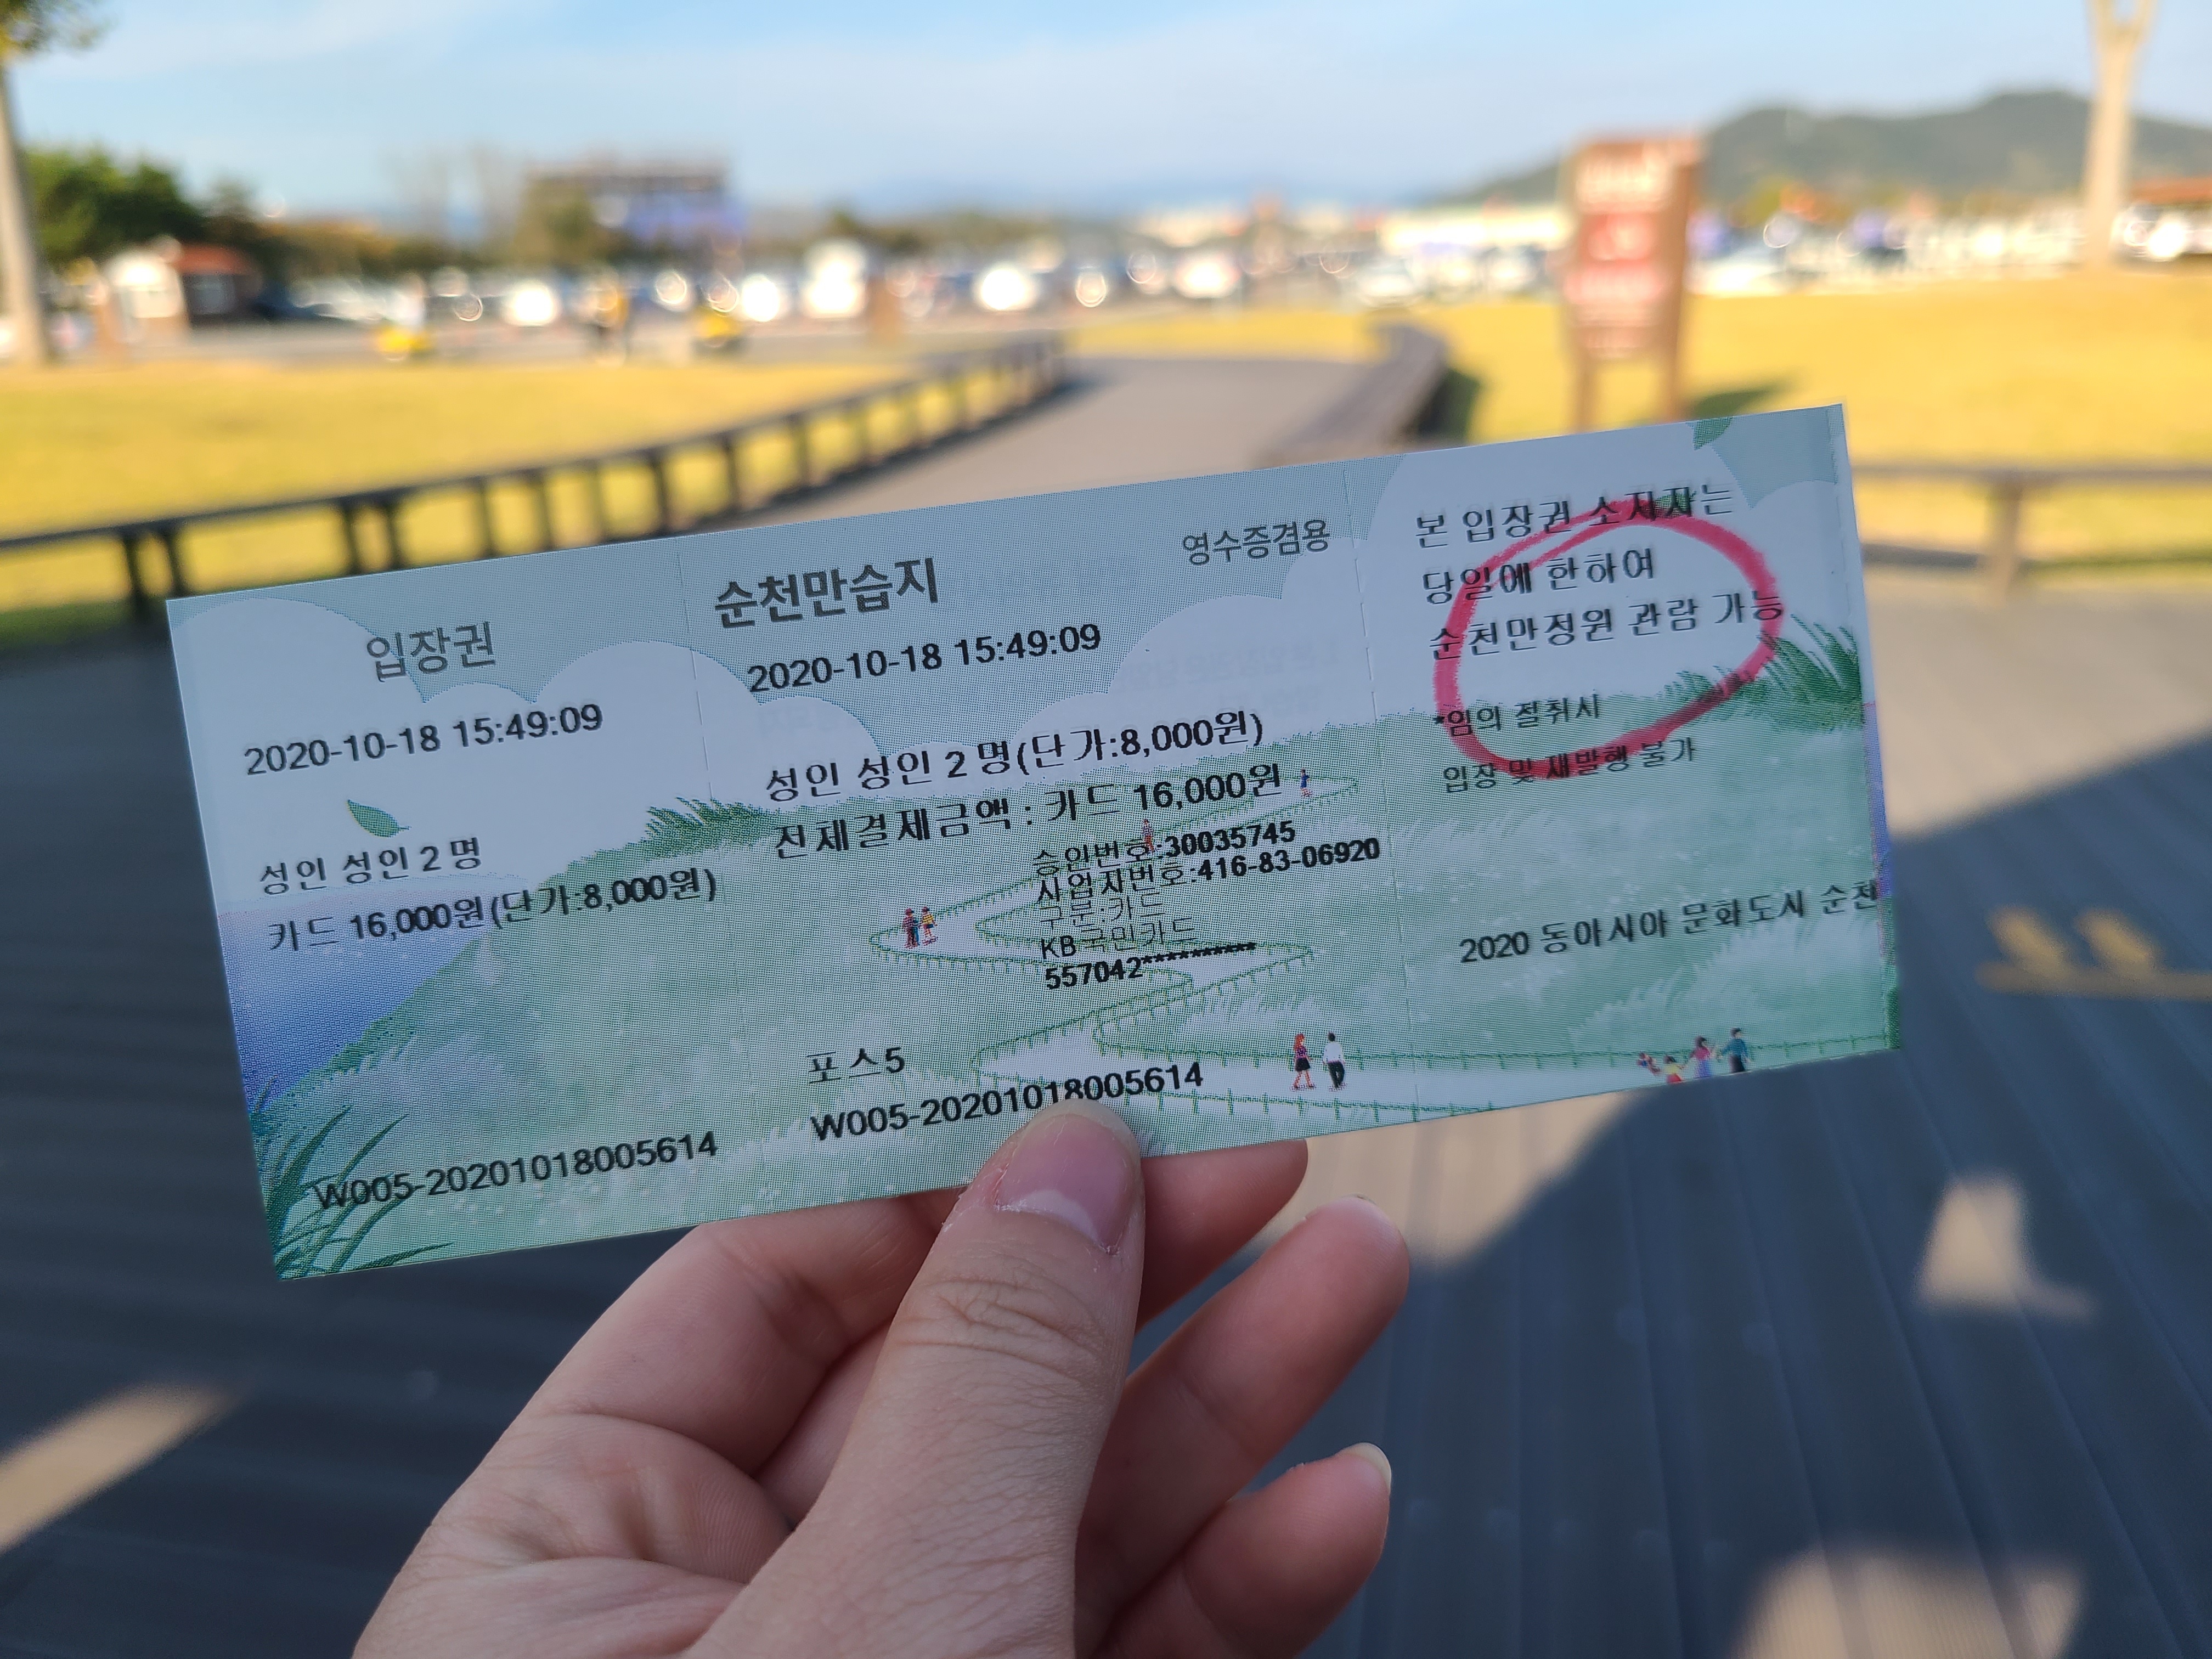 입장권
2020-10-18 15:49:09
성인 성인 2 명
카드 16,000원(단가:8,000원)
W005-20201018005614
순천만습지
영수증겸용
2020-10-18 15:49:09
성인 성인 2 명(단가:8,000원)
전체결제금액 : 카드 16,000원
승인번호:30035745
사업자번호:416-83-06920
구분:카드
KB국민카드
557042**********
포스5
W005-20201018005614
본 입장권 소지자는
당일에 한하여
순천만정원 관람 가능
*임의 절취시
입장 및 재발행 불가
2020 동아시아 문화도시 순천